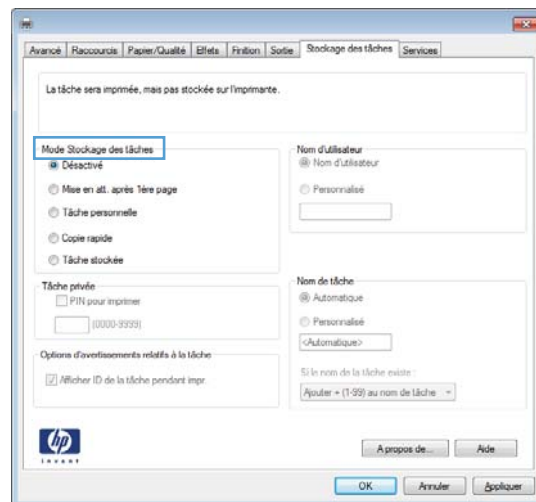 Avancé Raccourcis Papier/Qualité Effets Finition Sortie Stockage des tâches Services
La tâche sera imprimée, mais pas stockée sur l'imprimante.
Mode Stockage des tâches
Désactivé
Mise en att. après 1ère page
Tâche personnelle
Copie rapide
Tâche stockée
Nom d'utilisateur
Nom d'utilisateur
Personnalisé
Tâche privée
PIN pour imprimer
(0000-9999)
Nom de tâche
Automatique
Personnalisé
<Automatique>
Si le nom de la tâche existe :
Ajouter + (1-99) au nom de tâche
Options d'avertissements relatifs à la tâche
Afficher ID de la tâche pendant impr.
hp
invent
A propos de... Aide
OK Annuler Appliquer